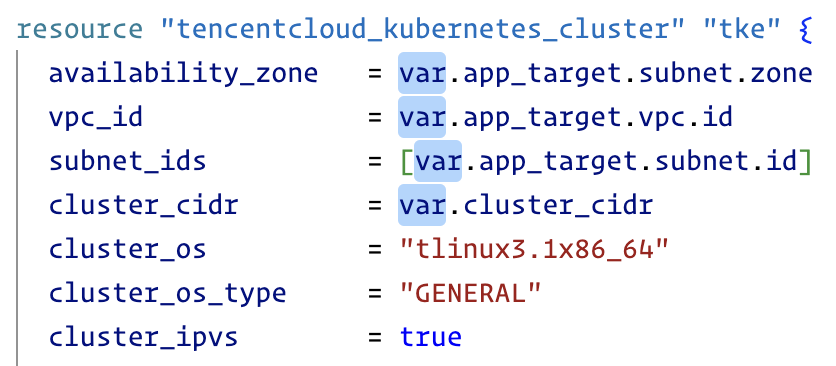 resource "tencentcloud_kubernetes_cluster" "tke" {
  availability_zone   = var.app_target.subnet.zone
  vpc_id              = var.app_target.vpc.id
  subnet_ids          = [var.app_target.subnet.id]
  cluster_cidr        = var.cluster_cidr
  cluster_os          = "tlinux3.1x86_64"
  cluster_os_type     = "GENERAL"
  cluster_ipvs        = true